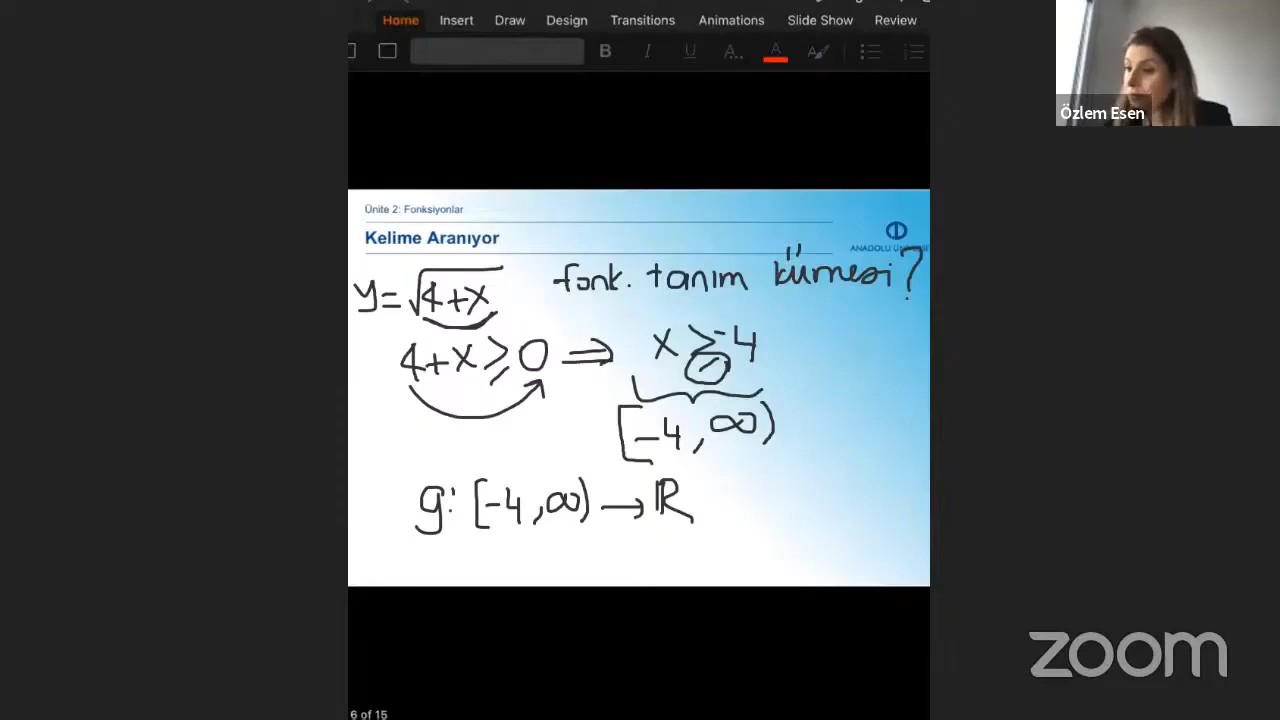 Home Insert Draw Design Transitions Animations Slide Show Review
B I U A.. A
Özlem Esen
Ünite 2: Fonksiyonlar
Kelime Aranıyor
y=√4+x fonk. tanım kümesi?
4+x≥0 ⇒ x≥-4
[-4,∞)
g: [-4,∞)→ℝ
zoom
6 of 15